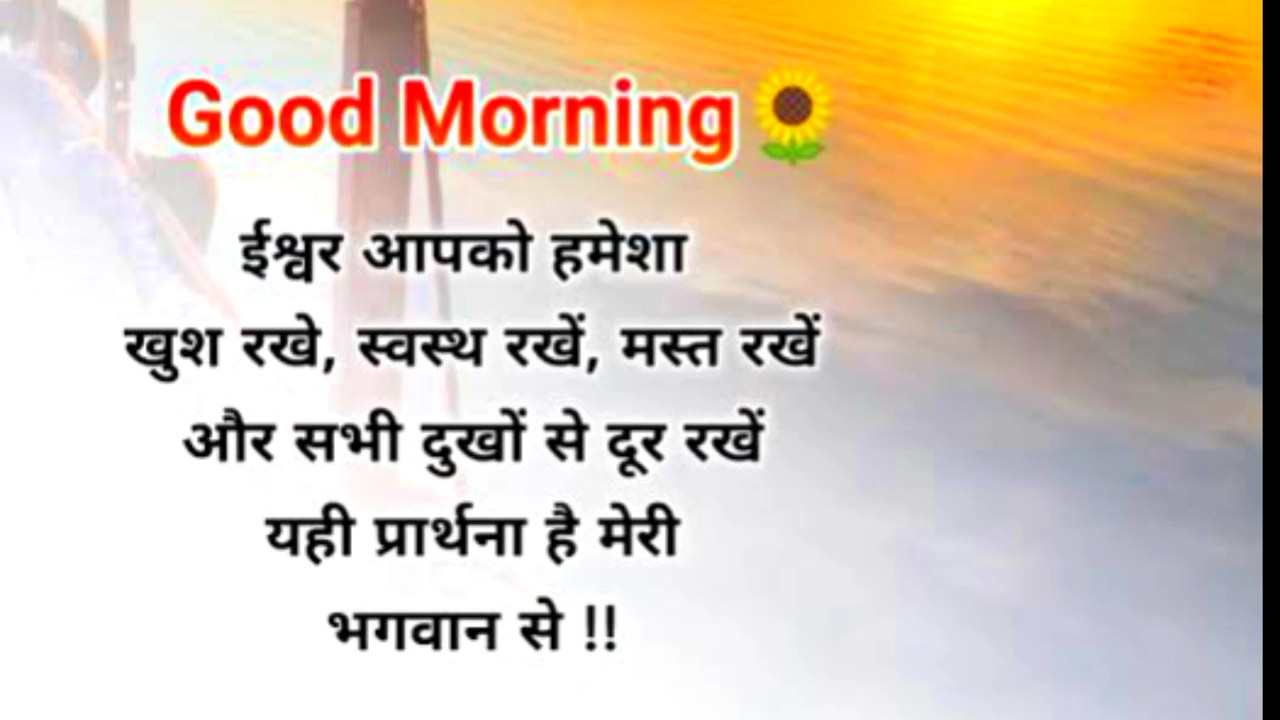 Good Morning🌻
ईश्वर आपको हमेशा
खुश रखे, स्वस्थ रखें, मस्त रखें
और सभी दुखों से दूर रखें
यही प्रार्थना है मेरी
भगवान से !!